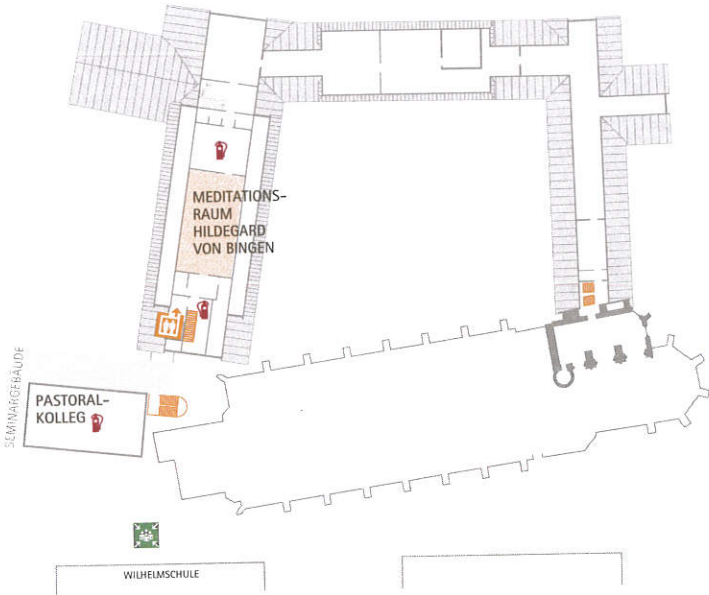 MEDITATIONS-
RAUM
HILDEGARD
VON BINGEN
SEMINARGEBÄUDE
PASTORAL-
KOLLEG
WILHELMSCHULE